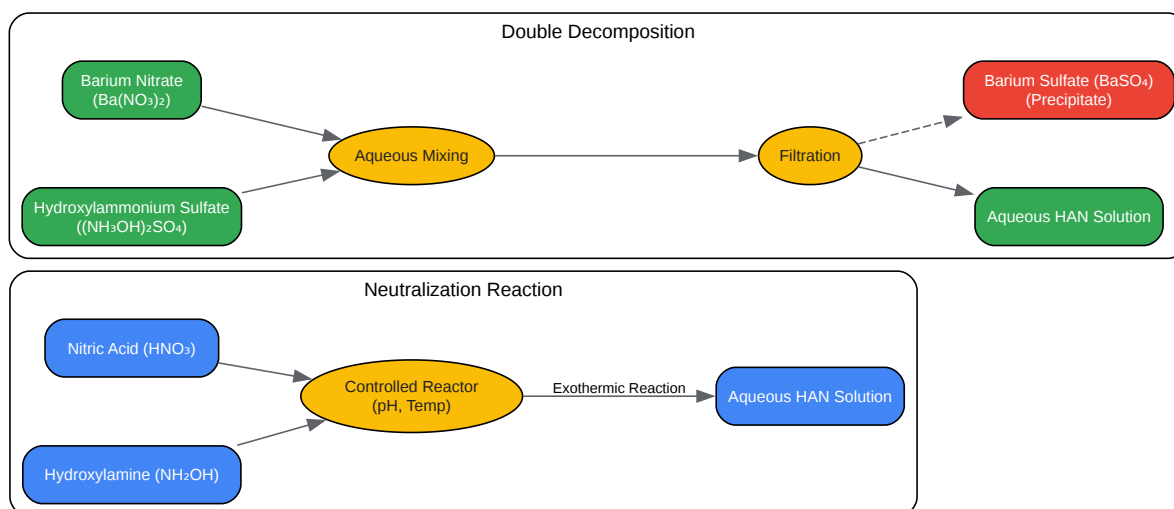 Double Decomposition
Barium Nitrate
(Ba(NO₃)₂)
Barium Sulfate (BaSO₄)
(Precipitate)
Aqueous Mixing
Filtration
Hydroxylammonium Sulfate
((NH₃OH)₂SO₄)
Aqueous HAN Solution
Neutralization Reaction
Nitric Acid (HNO₃)
Controlled Reactor
(pH, Temp)
Exothermic Reaction
Aqueous HAN Solution
Hydroxylamine (NH₂OH)